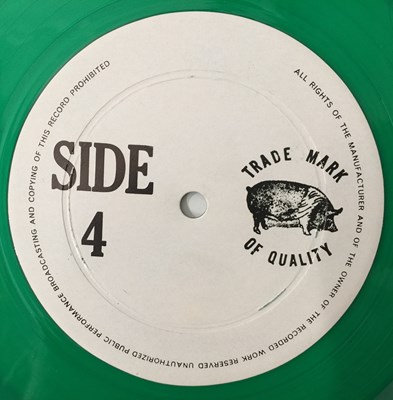 SIDE
4
TRADE MARK
OF QUALITY
ALL RIGHTS OF THE MANUFACTURER AND OF THE OWNER OF THE RECORDED WORK RESERVED UNAUTHORIZED PUBLIC PERFORMANCE BROADCASTING AND COPYING OF THIS RECORD PROHIBITED